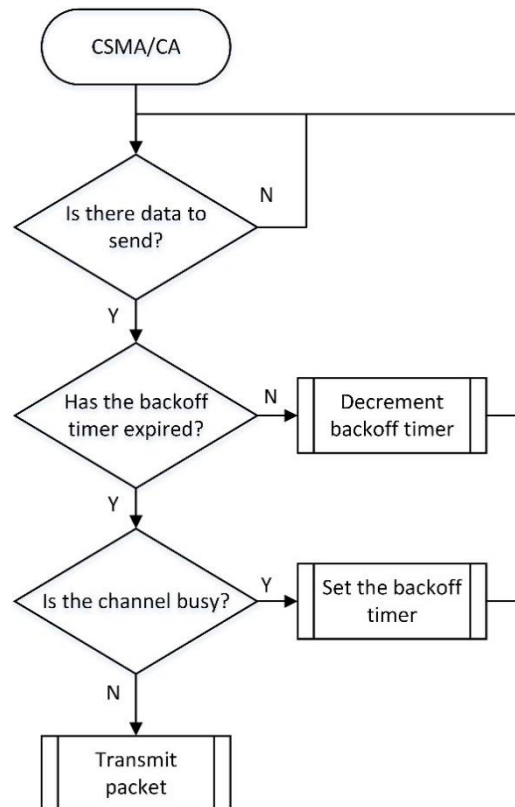 CSMA/CA
Is there data to
send?
N
Y
Has the backoff
timer expired?
N
Decrement
backoff timer
Y
Is the channel busy?
Y
Set the backoff
timer
N
Transmit
packet